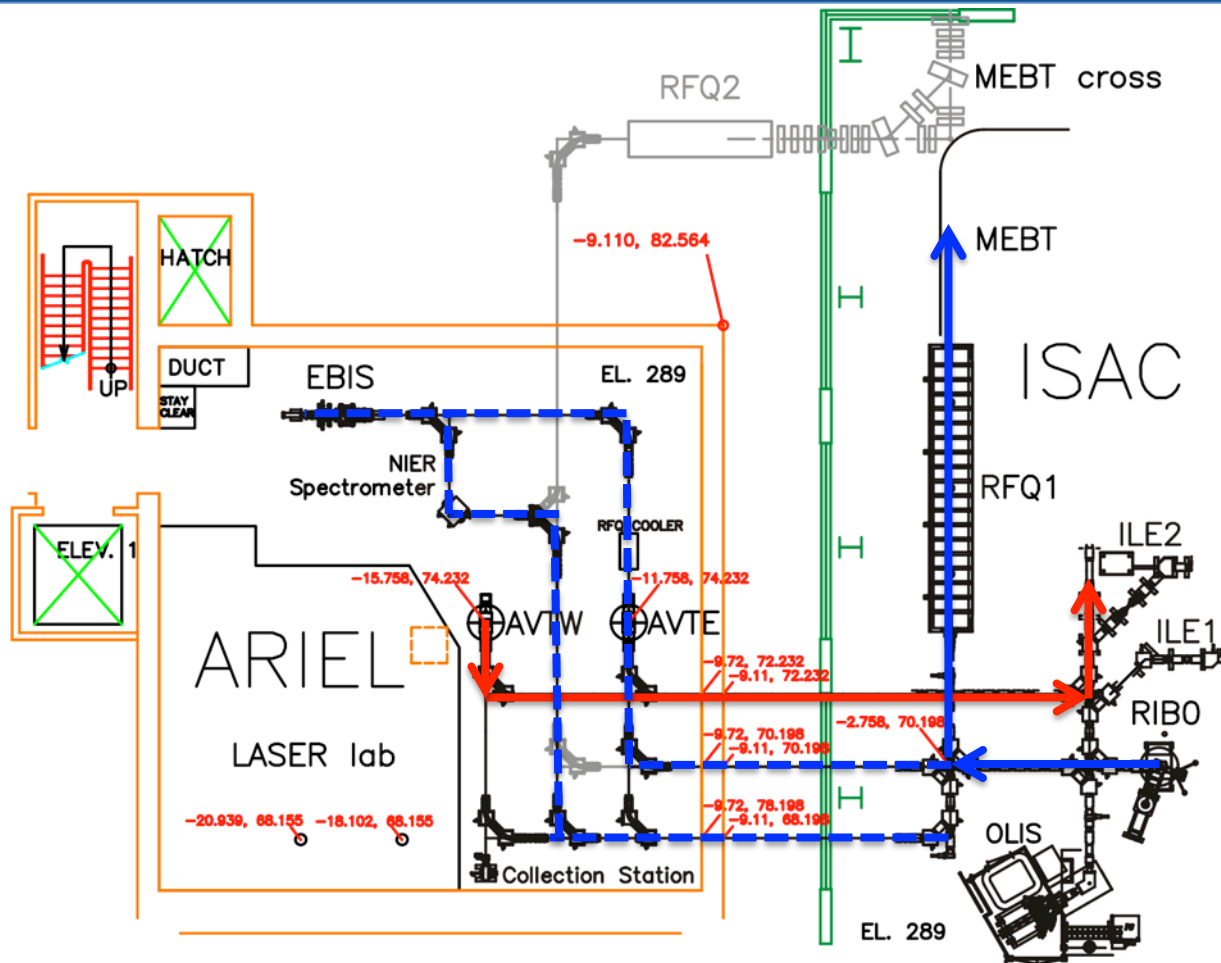 MEBT cross
RFQ2
-9.110, 82.564
MEBT
HATCH
ISAC
DUCT
UP
EBIS
EL. 289
STAY
CLEAR
NIER
Spectrometer
RFQ1
RFQ COOLER
ILE2
ELEV. 1
-15.758, 74.232
-11.758, 74.232
AVTW
AVTE
ILE1
ARIEL
-9.72, 72.232
-9.11, 72.232
RIBO
-9.72, 70.198
-9.11, 70.198
-2.758, 70.198
LASER lab
-9.72, 78.198
-9.11, 68.198
-20.939, 68.155
-18.102, 68.155
OLIS
Collection Station
EL. 289